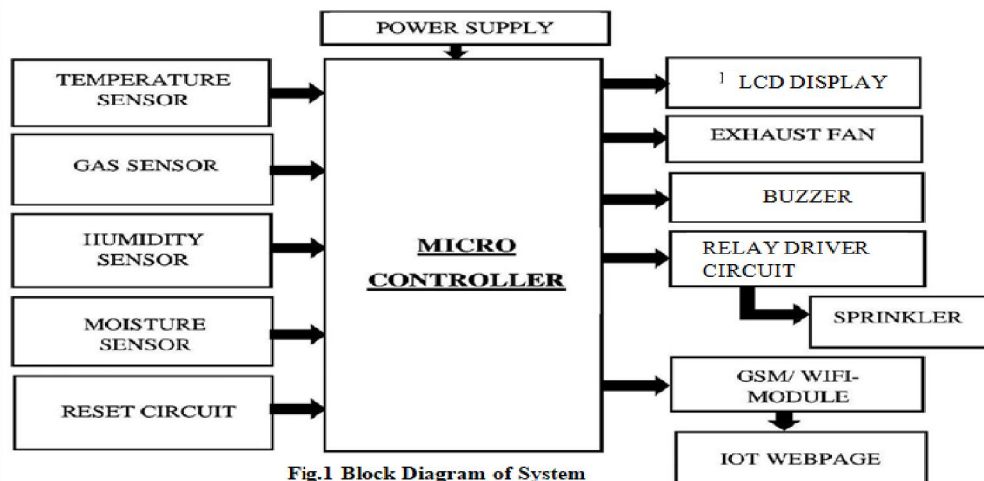 POWER SUPPLY
TEMPERATURE
SENSOR
GAS SENSOR
HUMIDITY
SENSOR
MOISTURE
SENSOR
RESET CIRCUIT
MICRO
CONTROLLER
LCD DISPLAY
EXHAUST FAN
BUZZER
RELAY DRIVER
CIRCUIT
SPRINKLER
GSM/ WIFI-
MODULE
IOT WEBPAGE
Fig.1 Block Diagram of System